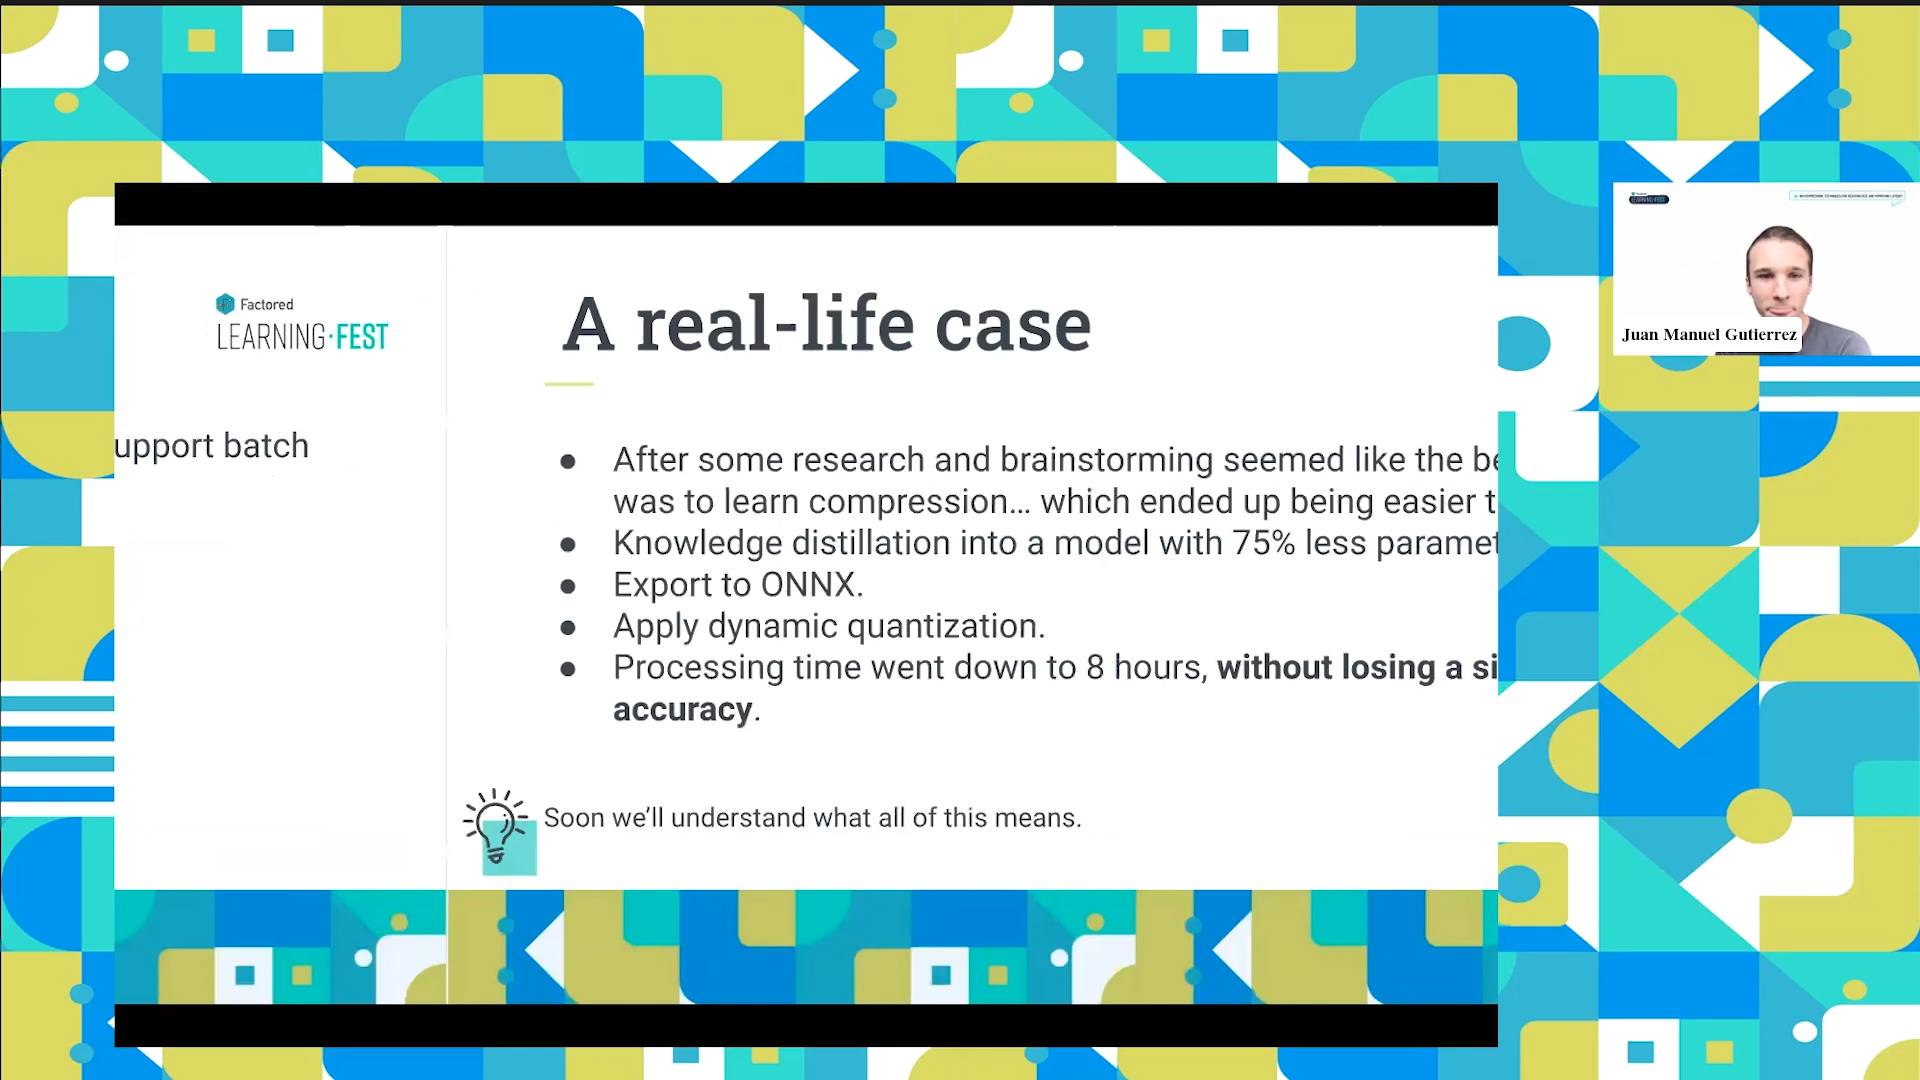 Factored
LEARNING·FEST
upport batch
A real-life case
● After some research and brainstorming seemed like the be
was to learn compression... which ended up being easier t
● Knowledge distillation into a model with 75% less paramet
● Export to ONNX.
● Apply dynamic quantization.
● Processing time went down to 8 hours, without losing a si
accuracy.
Soon we'll understand what all of this means.
LEARNING·FEST
Juan Manuel Gutierrez